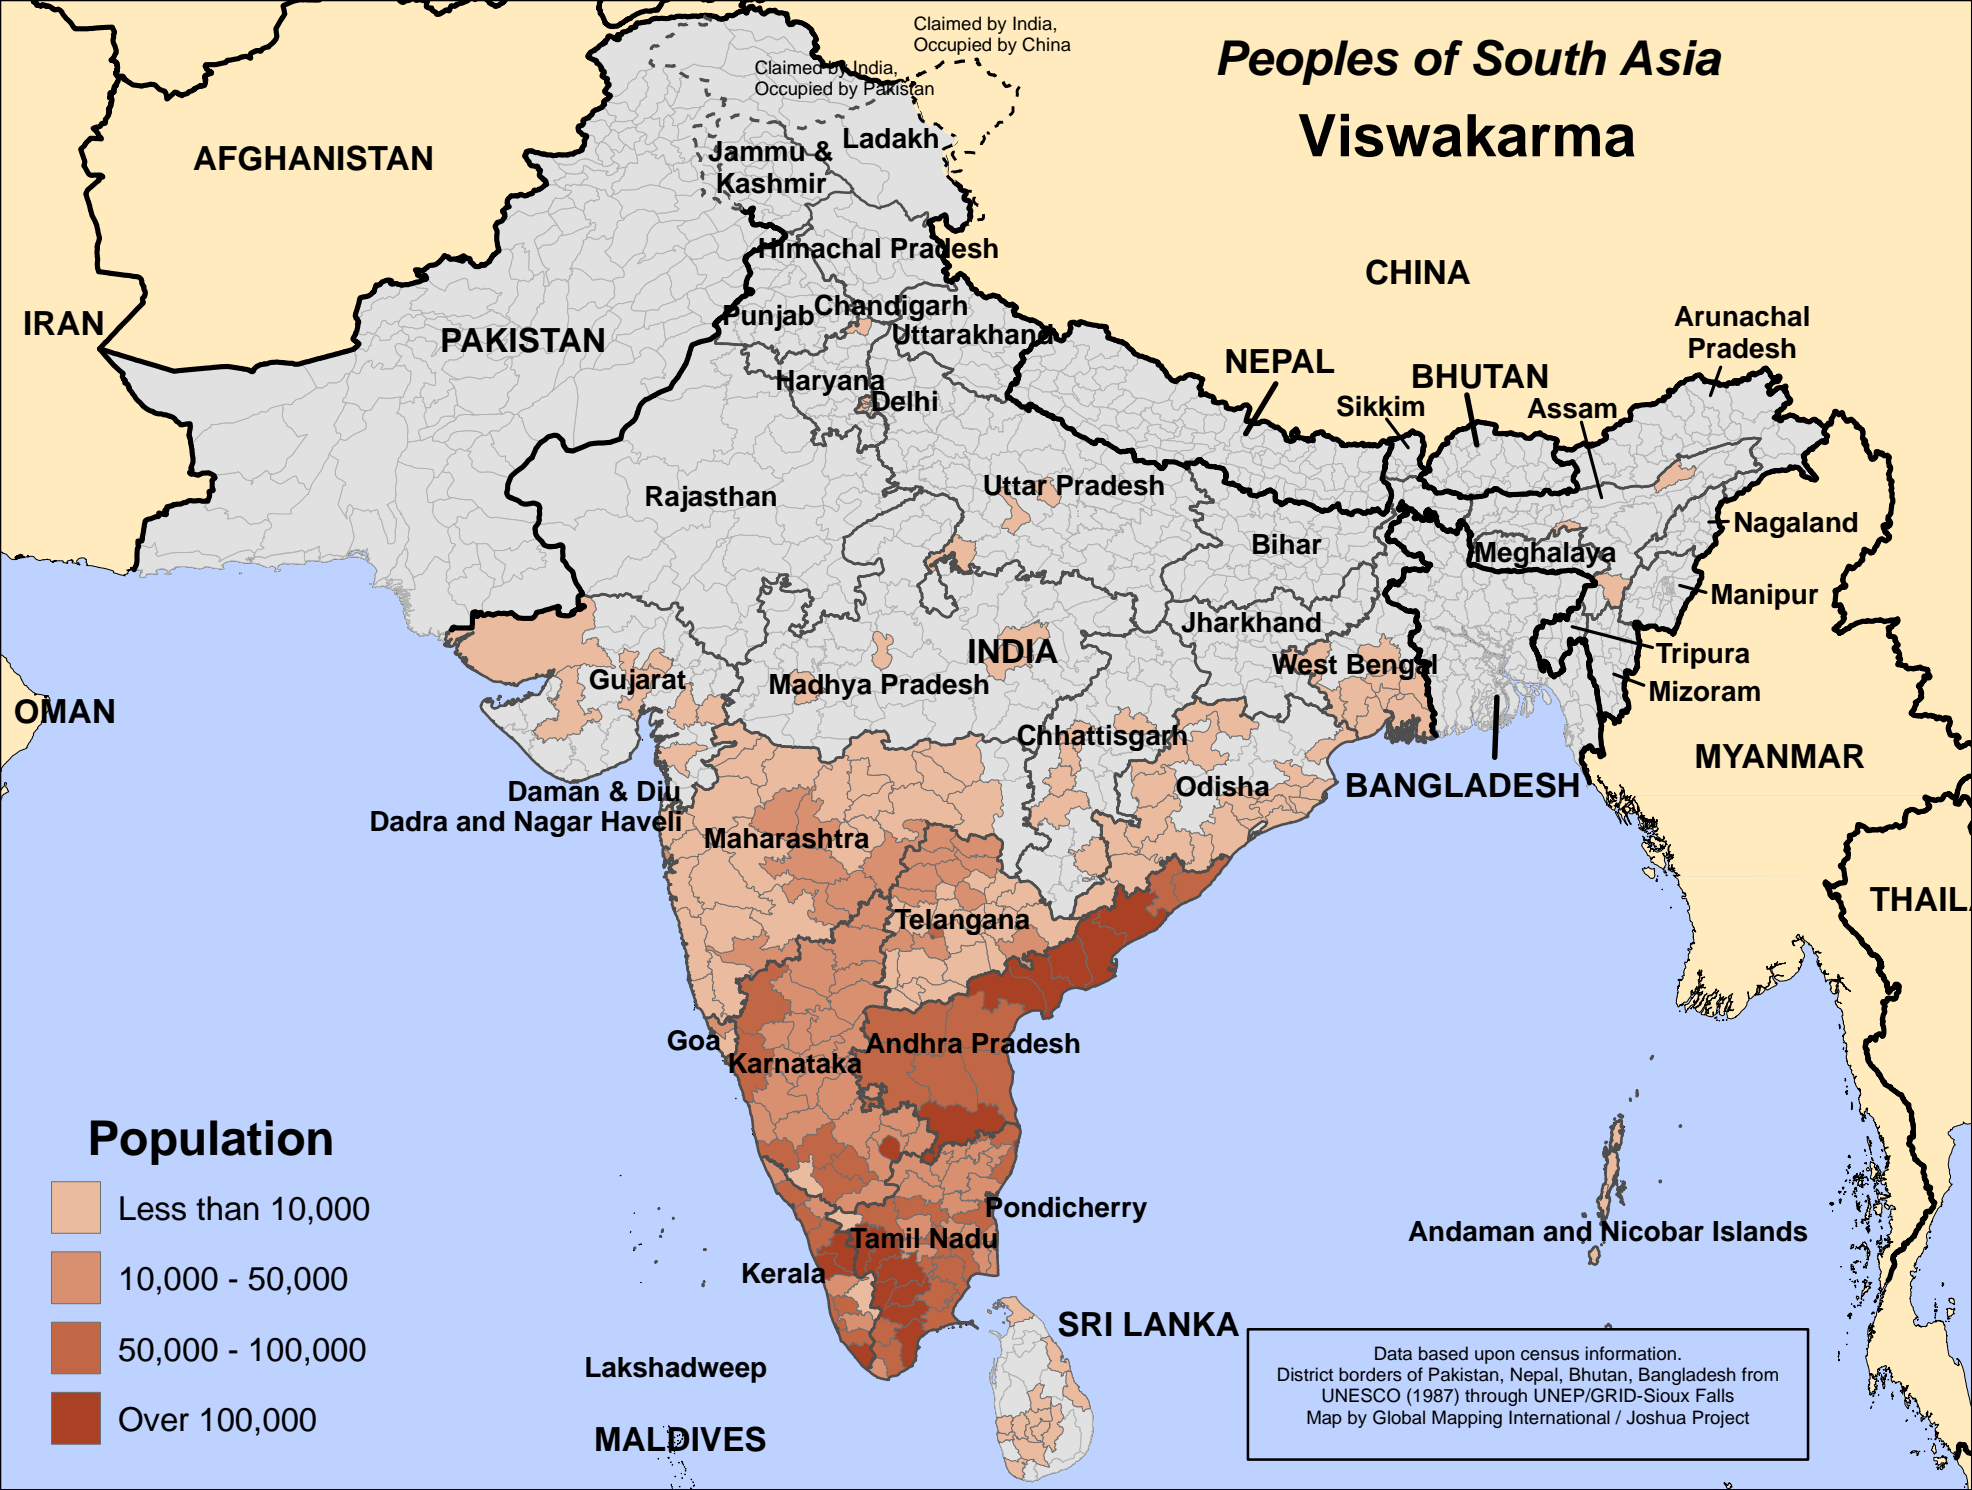 Claimed by India,
Occupied by China
Peoples of South Asia
Claimed by India,
Occupied by Pakistan
Viswakarma
AFGHANISTAN
Ladakh
Jammu &
Kashmir
Himachal Pradesh
CHINA
IRAN
PAKISTAN
Punjab
Chandigarh
Uttarakhand
Arunachal
Pradesh
NEPAL
BHUTAN
Haryana
Delhi
Sikkim
Assam
Rajasthan
Uttar Pradesh
Nagaland
Bihar
Meghalaya
Manipur
Jharkhand
INDIA
Tripura
West Bengal
Gujarat
Madhya Pradesh
Mizoram
OMAN
Chhattisgarh
MYANMAR
Odisha
BANGLADESH
Daman & Diu
Dadra and Nagar Haveli
Maharashtra
THAIL
Telangana
Goa
Andhra Pradesh
Karnataka
Population
Less than 10,000
10,000 - 50,000
50,000 - 100,000
Over 100,000
Pondicherry
Tamil Nadu
Andaman and Nicobar Islands
Kerala
SRI LANKA
Lakshadweep
MALDIVES
Data based upon census information.
District borders of Pakistan, Nepal, Bhutan, Bangladesh from
UNESCO (1987) through UNEP/GRID-Sioux Falls
Map by Global Mapping International / Joshua Project